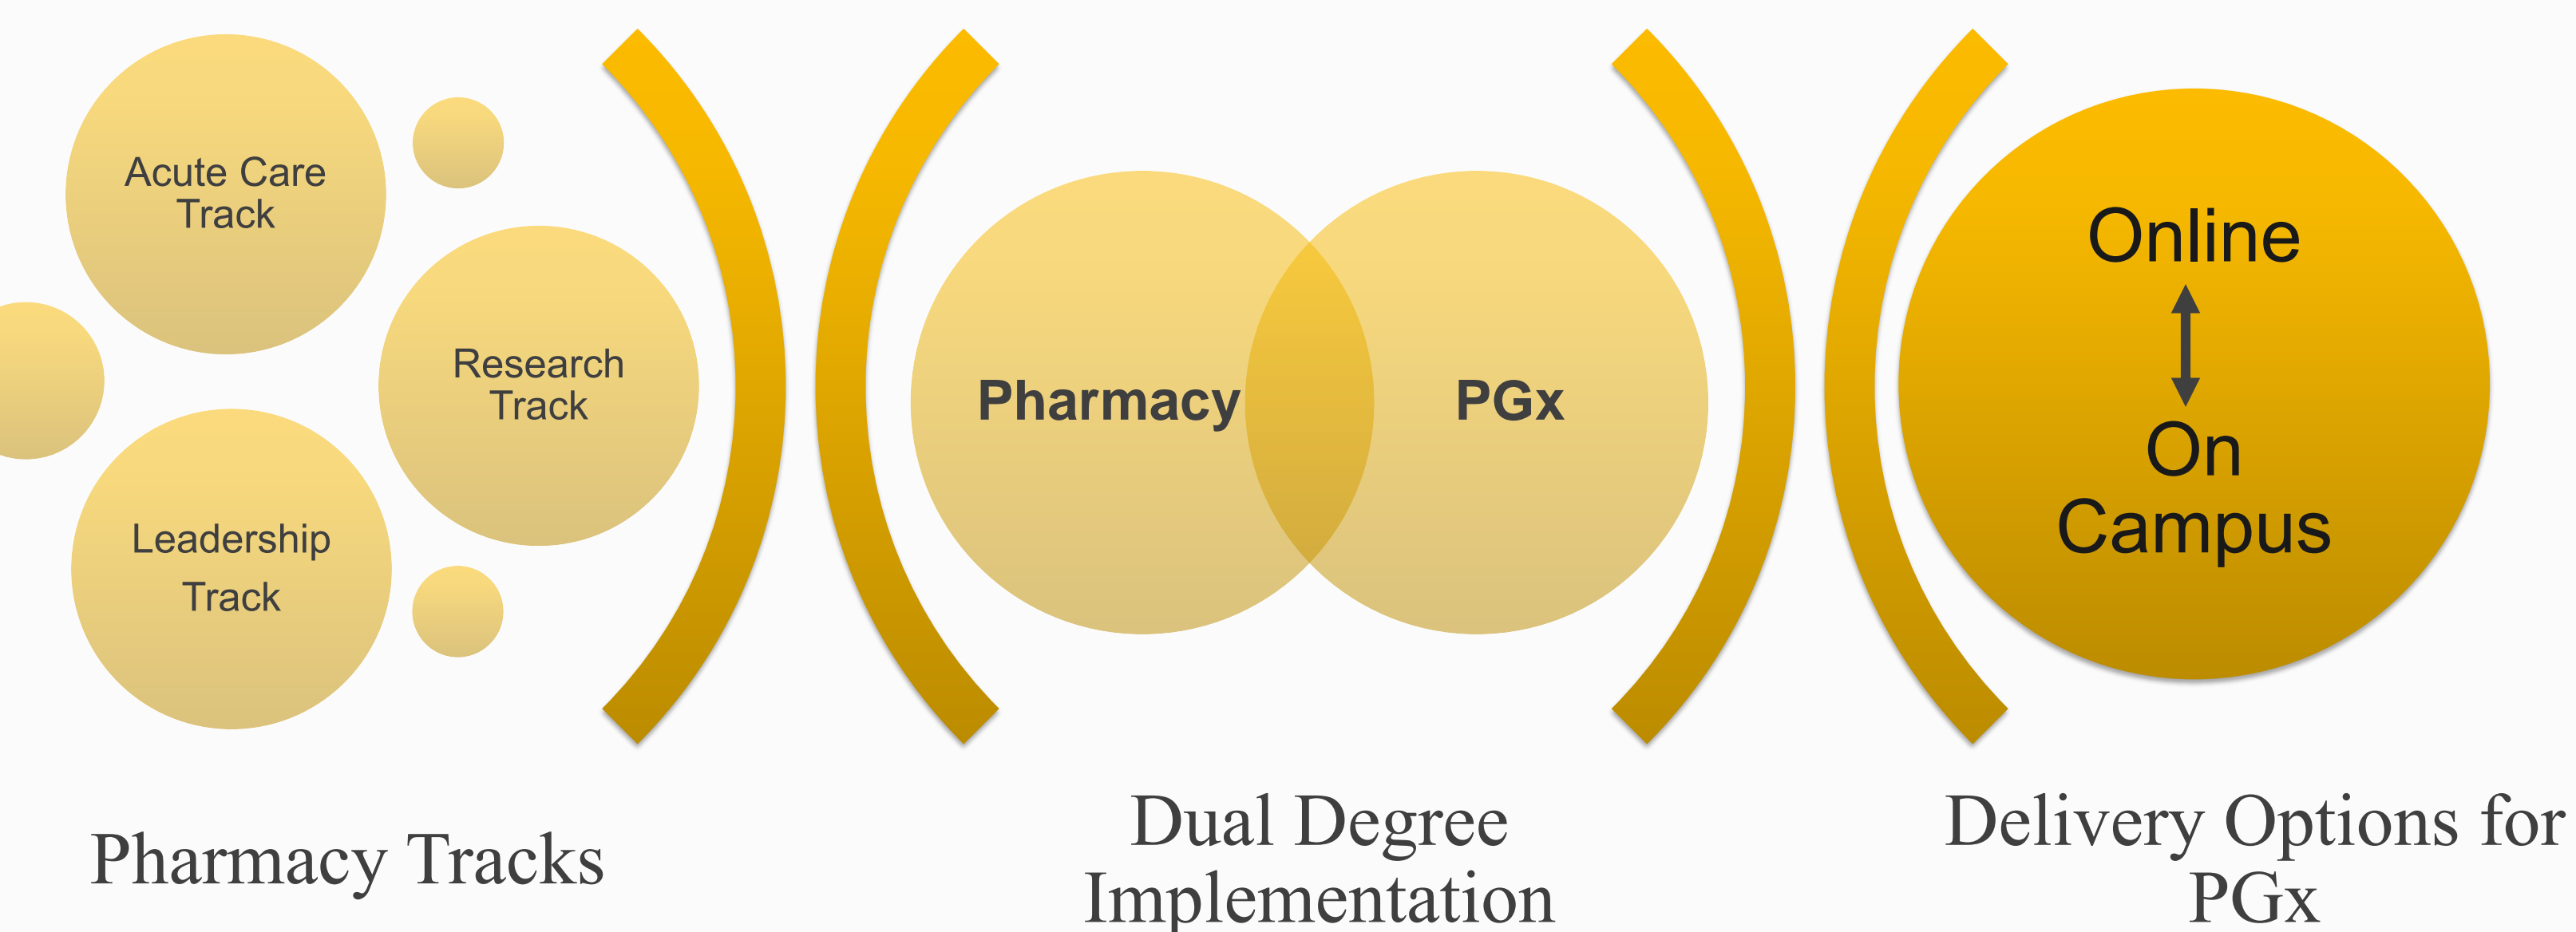 Acute Care
Track
Research
Track
Leadership
Track
Pharmacy Tracks
Pharmacy
PGx
Dual Degree
Implementation
Online
On
Campus
Delivery Options for
PGx